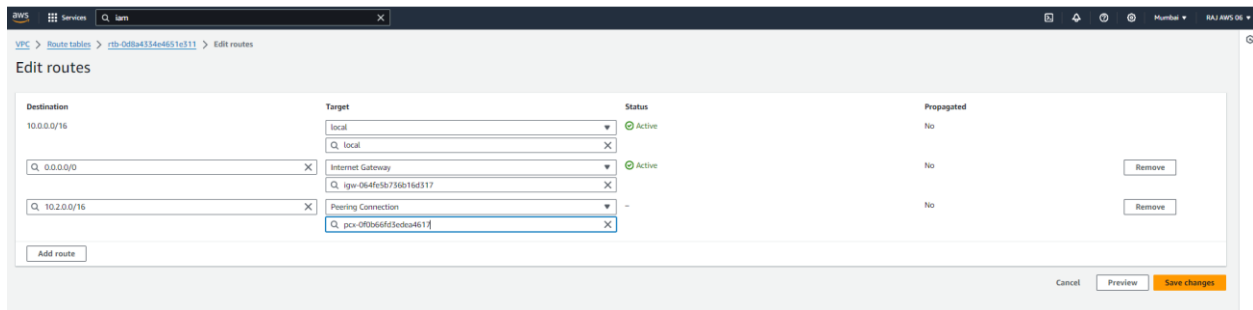 aws Services iam Mumbai RAJ AWS 06
VPC > Route tables > rtb-0d8a4334e4651e311 > Edit routes
Edit routes
Destination Target Status Propagated
10.0.0.0/16 local Active No
local
0.0.0.0/0 Internet Gateway Active No Remove
igw-064fe5b736b16d317
10.2.0.0/16 Peering Connection – No Remove
pcx-0f0b66fd3edea4617
Add route
Cancel Preview Save changes